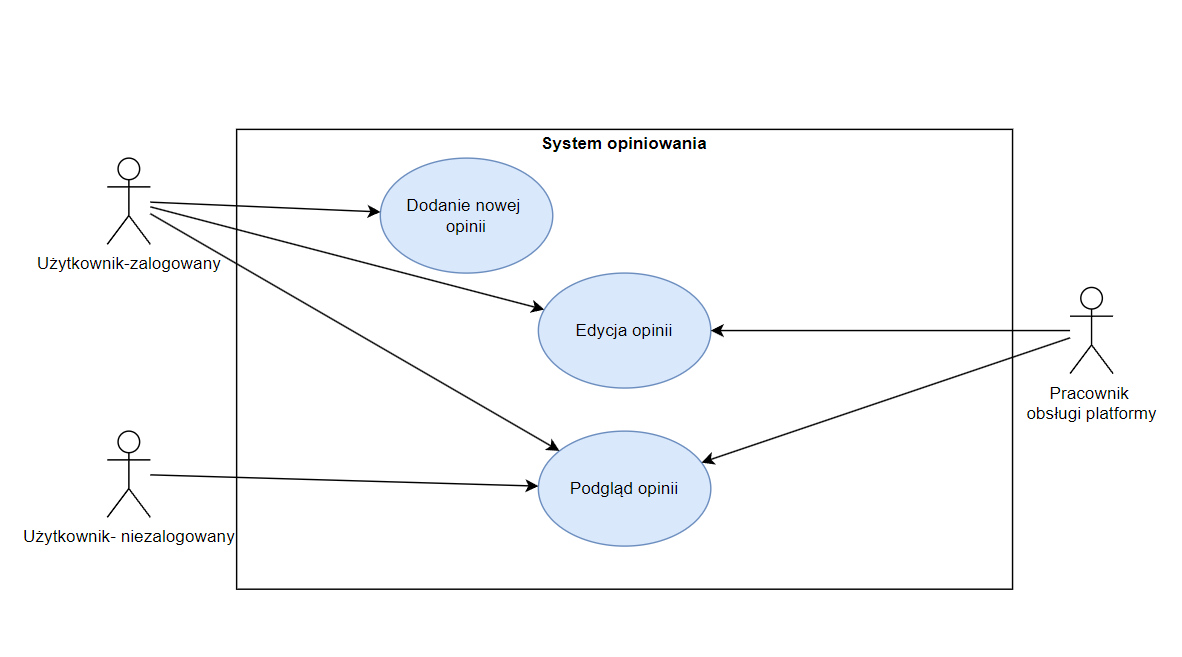 System opiniowania
Dodanie nowej
opinii
Użytkownik-zalogowany
Edycja opinii
Pracownik
obsługi platformy
Podgląd opinii
Użytkownik- niezalogowany